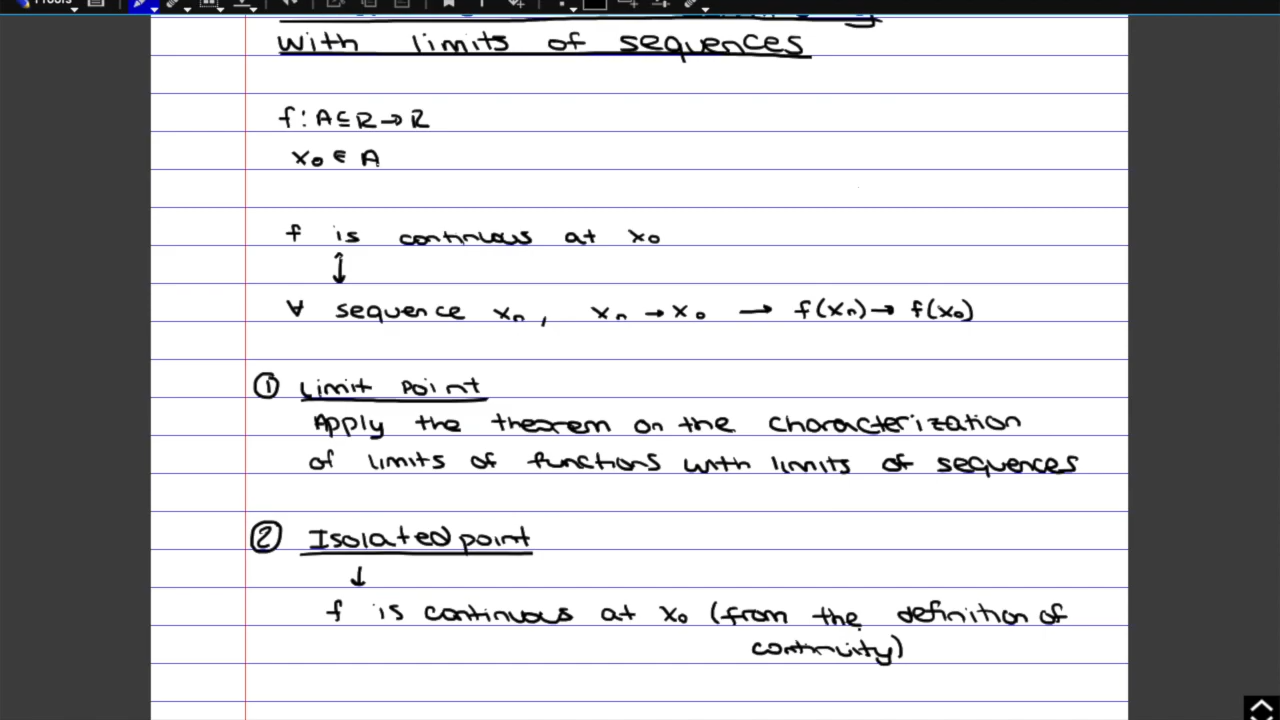 Proofs
with limits of sequences
f: A ⊆ ℝ → ℝ
x₀ ∈ A
f is continuous at x₀
↕
∀ sequence xₙ, xₙ → x₀ → f(xₙ) → f(x₀)
① Limit Point
Apply the theorem on the characterization
of limits of functions with limits of sequences
② Isolated point
↓
f is continuous at x₀ (from the definition of
continuity)